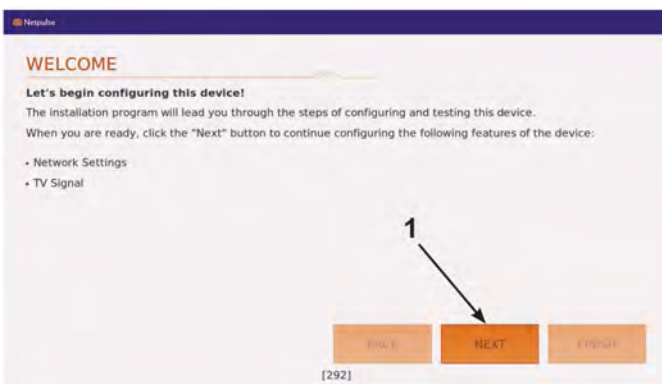 Netpulse
WELCOME
Let's begin configuring this device!
The installation program will lead you through the steps of configuring and testing this device.
When you are ready, click the "Next" button to continue configuring the following features of the device:
• Network Settings
• TV Signal
1
BACK NEXT FINISH
[292]